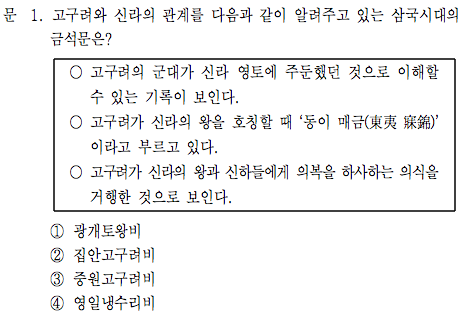 문 1. 고구려와 신라의 관계를 다음과 같이 알려주고 있는 삼국시대의
금석문은?
○ 고구려의 군대가 신라 영토에 주둔했던 것으로 이해할
수 있는 기록이 보인다.
○ 고구려가 신라의 왕을 호칭할 때 ‘동이 매금(東夷 寐錦)’
이라고 부르고 있다.
○ 고구려가 신라의 왕과 신하들에게 의복을 하사하는 의식을
거행한 것으로 보인다.
① 광개토왕비
② 집안고구려비
③ 중원고구려비
④ 영일냉수리비